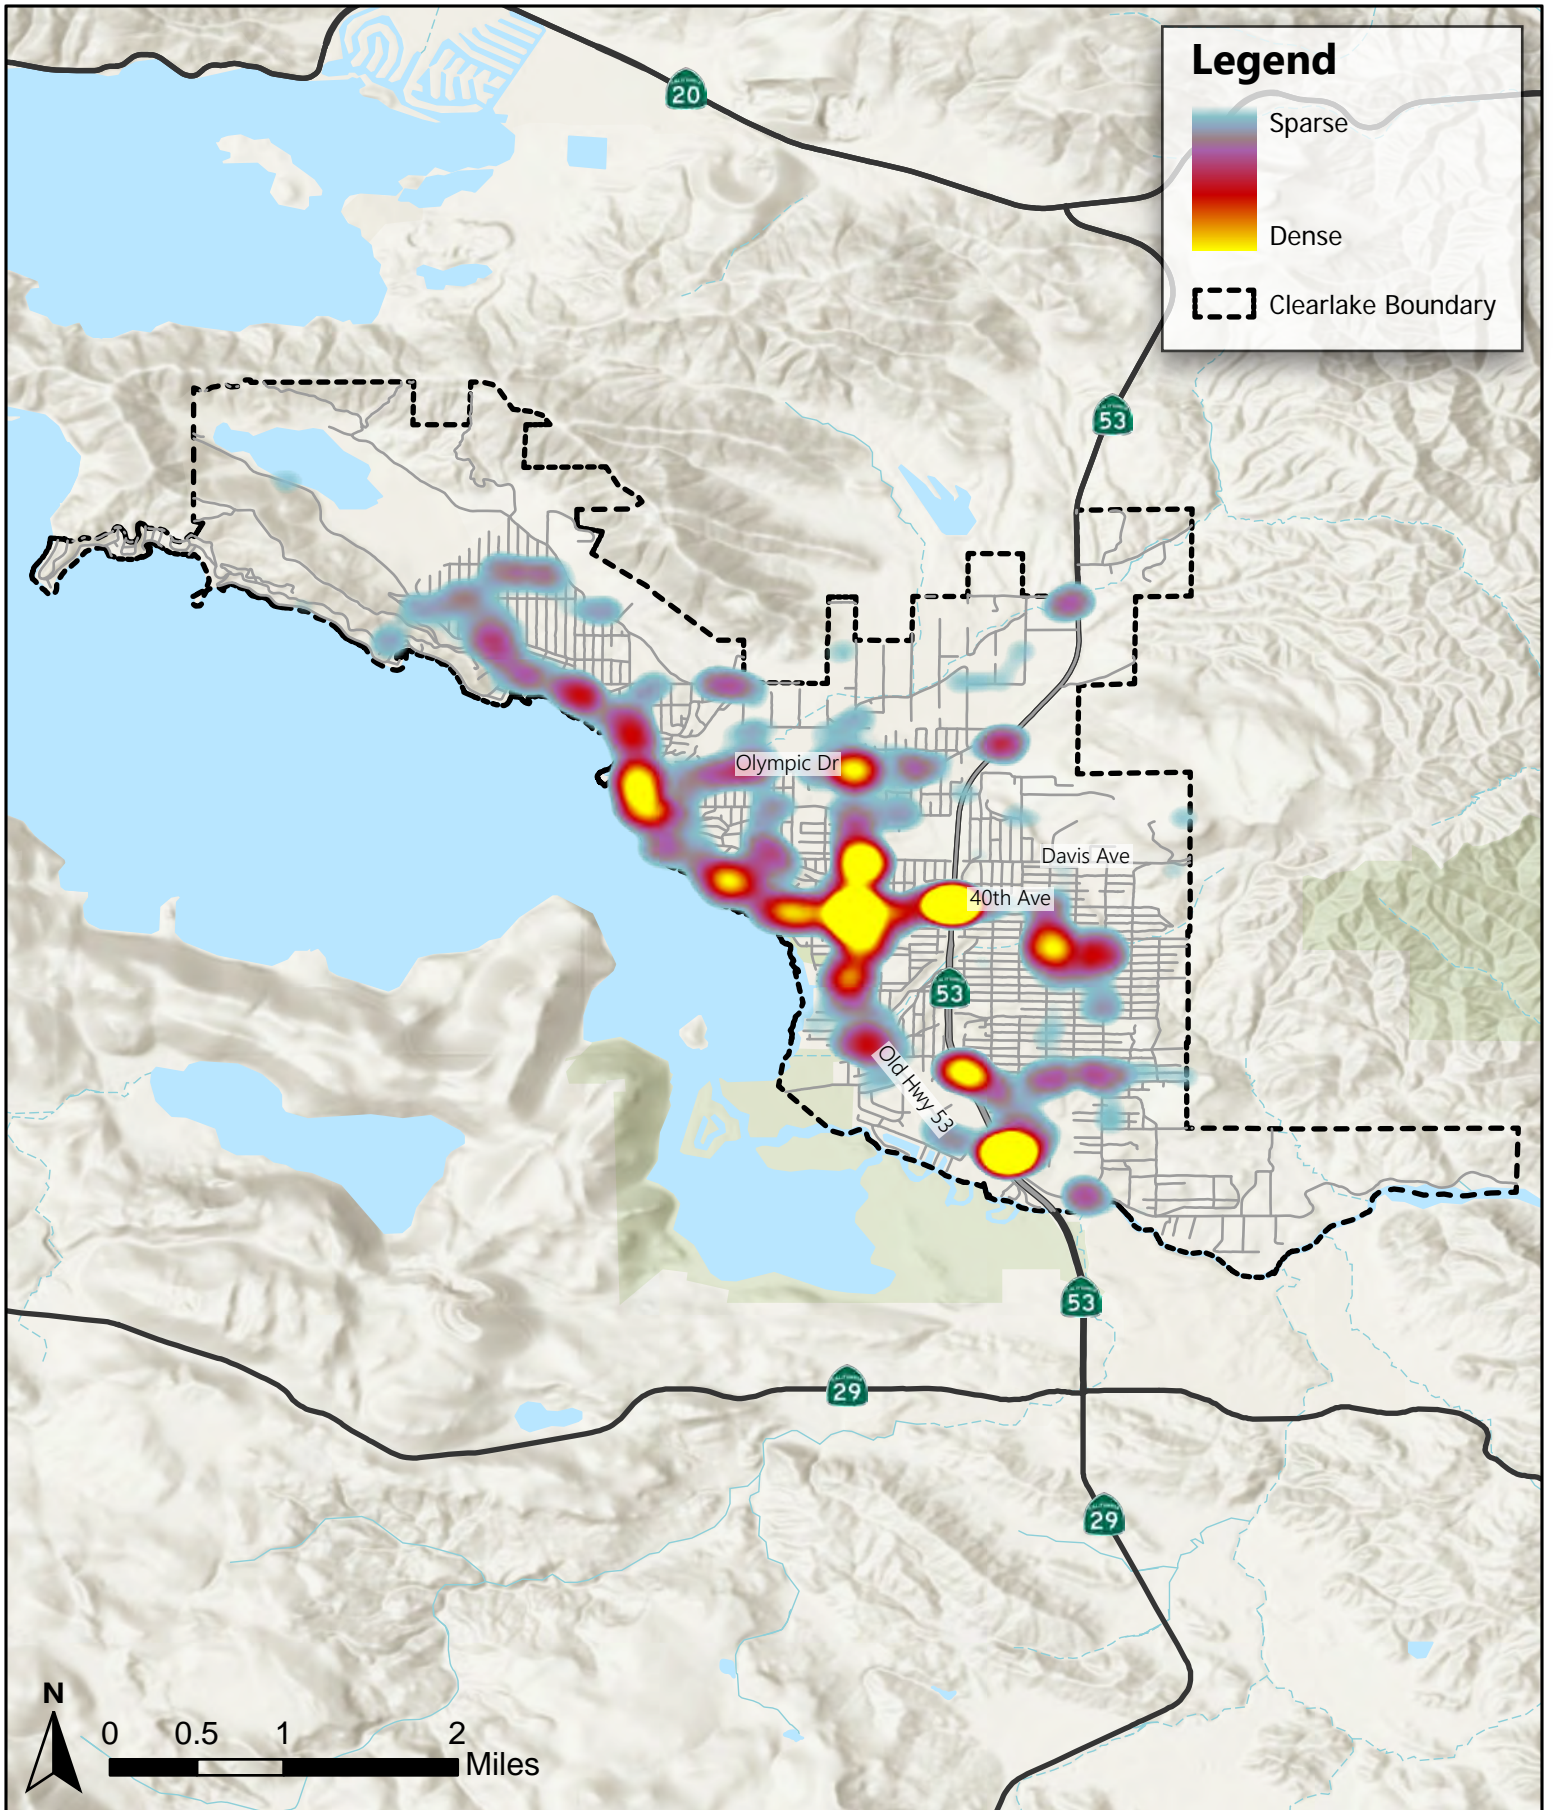 Legend
Sparse
Dense
Clearlake Boundary
20
53
Olympic Dr
Davis Ave
40th Ave
53
Old Hwy 53
53
29
29
N
0 0.5 1 2
Miles